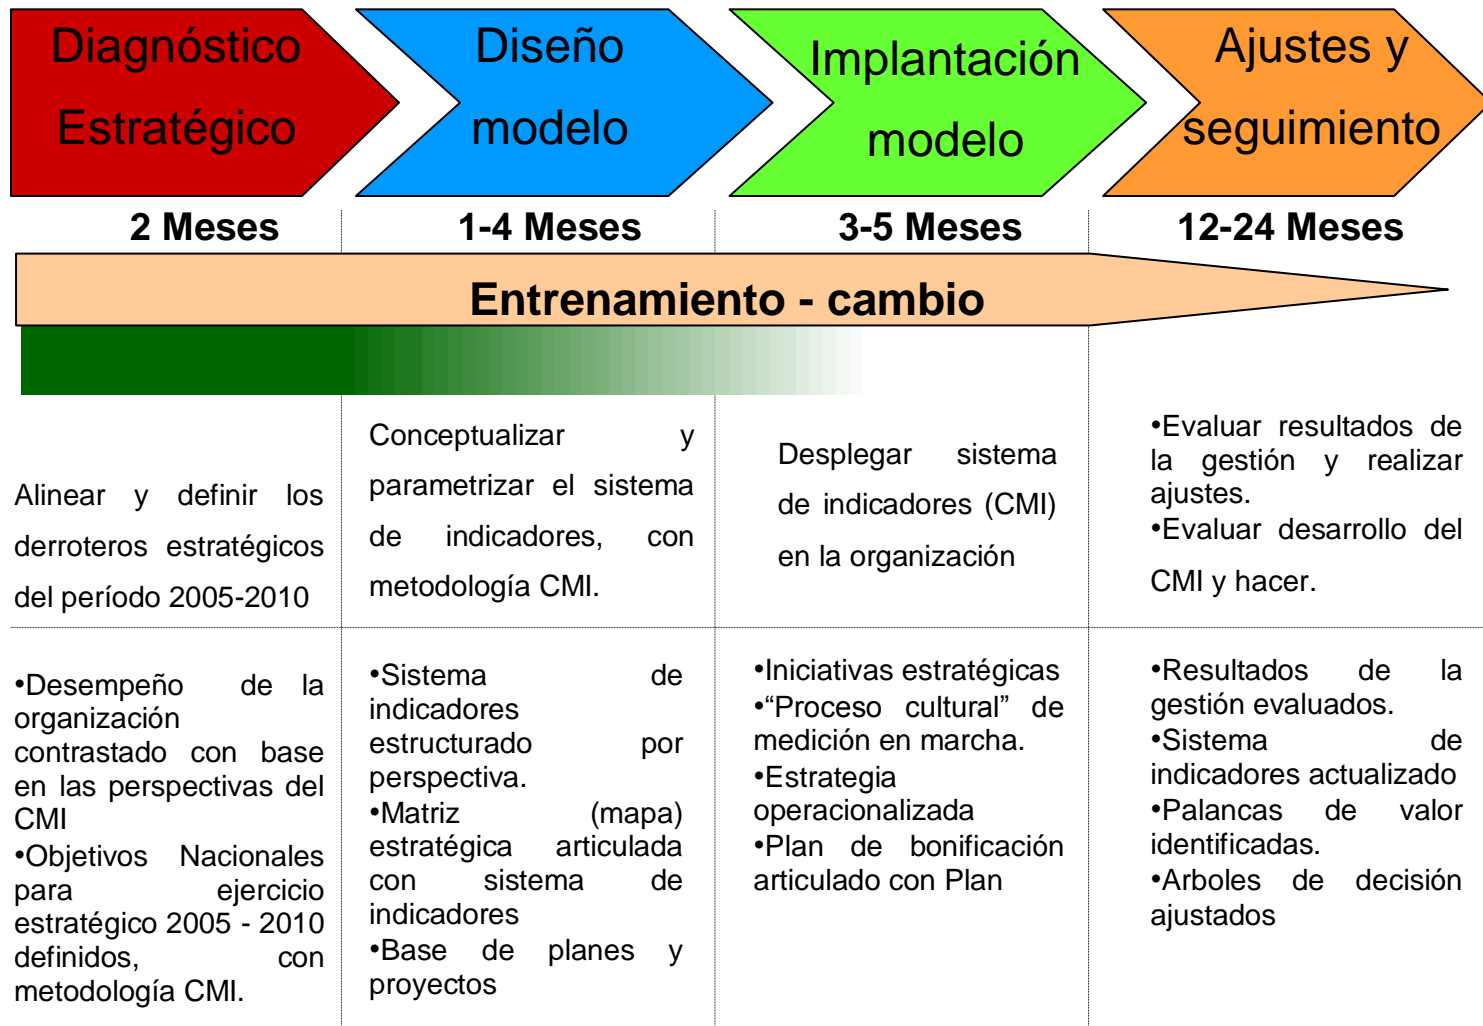 Diagnóstico
Estratégico
Diseño
modelo
Implantación
modelo
Ajustes y
seguimiento
2 Meses
1-4 Meses
3-5 Meses
12-24 Meses
Entrenamiento - cambio
Alinear y definir los
derroteros estratégicos
del período 2005-2010
Conceptualizar y
parametrizar el sistema
de indicadores, con
metodología CMI.
Desplegar sistema
de indicadores (CMI)
en la organización
•Evaluar resultados de
la gestión y realizar
ajustes.
•Evaluar desarrollo del
CMI y hacer.
•Desempeño de la
organización
contrastado con base
en las perspectivas del
CMI
•Objetivos Nacionales
para ejercicio
estratégico 2005 - 2010
definidos, con
metodología CMI.
•Sistema de
indicadores
estructurado por
perspectiva.
•Matriz (mapa)
estratégica articulada
con sistema de
indicadores
•Base de planes y
proyectos
•Iniciativas estratégicas
•“Proceso cultural” de
medición en marcha.
•Estrategia
operacionalizada
•Plan de bonificación
articulado con Plan
•Resultados de la
gestión evaluados.
•Sistema de
indicadores actualizado
•Palancas de valor
identificadas.
•Arboles de decisión
ajustados